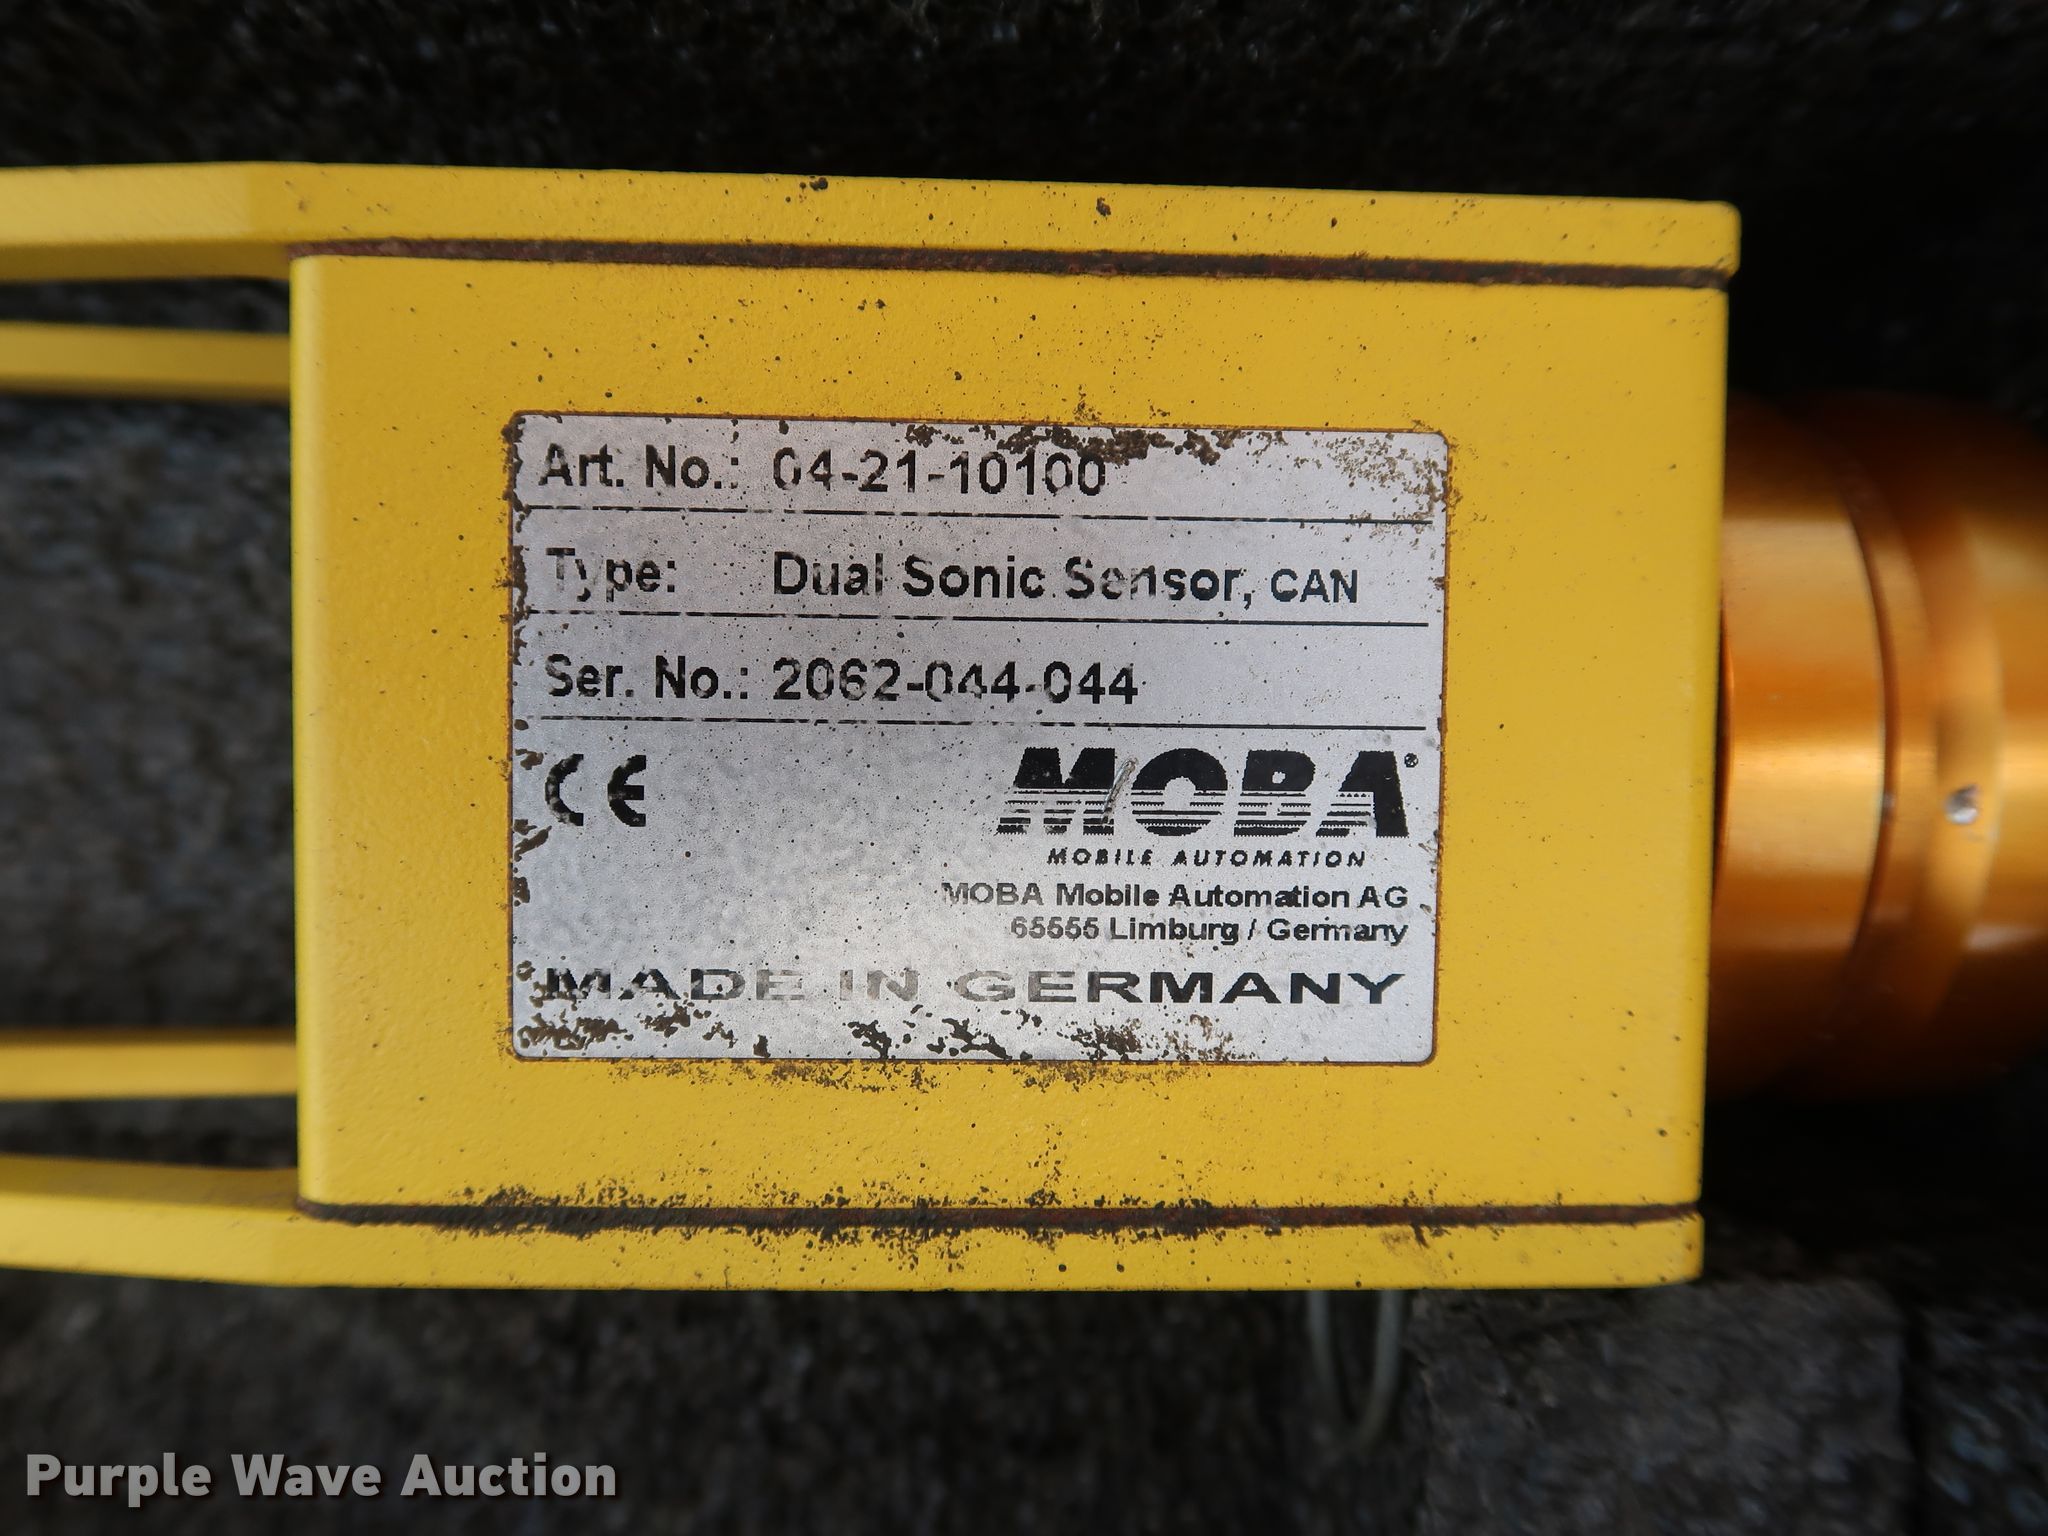 Art. No.: 04-21-10100
Type: Dual Sonic Sensor, CAN
Ser. No.: 2062-044-044
CE
MOBA®
MOBILE AUTOMATION
MOBA Mobile Automation AG
65555 Limburg / Germany
MADE IN GERMANY
Purple Wave Auction